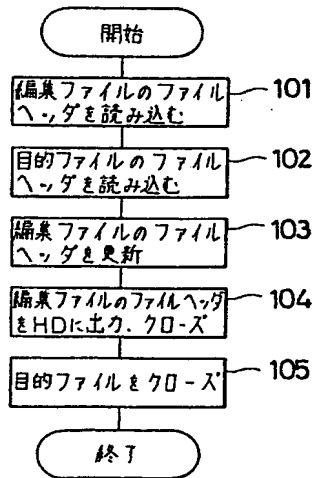 開始
編集ファイルのファイル
ヘッダを読み込む
101
目的ファイルのファイル
ヘッダを読み込む
102
編集ファイルのファイル
ヘッダを更新
103
編集ファイルのファイルヘッダ
をHDに出力、クローズ
104
目的ファイルをクローズ
105
終了